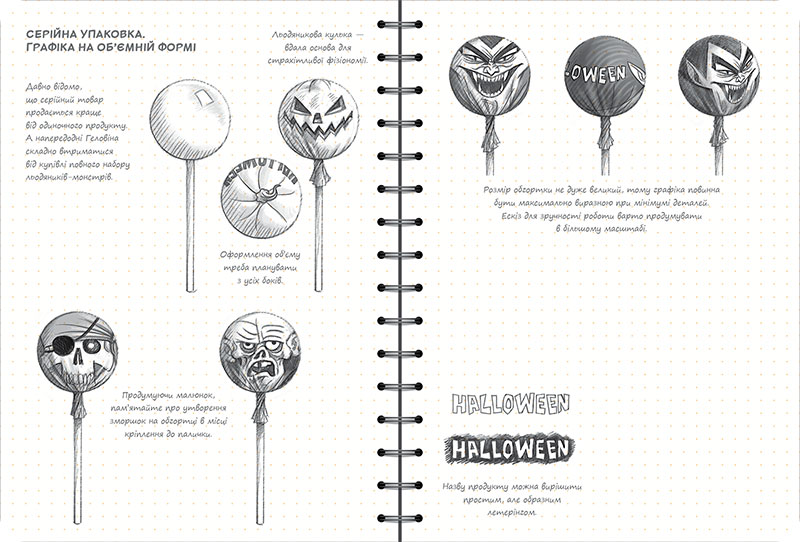 СЕРІЙНА УПАКОВКА.
ГРАФІКА НА ОБ'ЄМНІЙ ФОРМІ
Давно відомо,
що серійний товар
продається краще
від одиночного продукту.
А напередодні Геловіна
складно втриматися
від купівлі повного набору
льодяників-монстрів.
Льодяникова кулька —
вдала основа для
страхітливої фізіономії.
Оформлення об'єму
треба планувати
з усіх боків.
Продумуючи малюнок,
пам'ятайте про утворення
зморшок на обгортці в місці
кріплення до палички.
OWEEN
Розмір обгортки не дуже великий, тому графіка повинна
бути максимально виразною при мінімумі деталей.
Ескіз для зручності роботи варто продумувати
в більшому масштабі.
HALLOWEEN
HALLOWEEN
Назву продукту можна вирішити
простим, але образним
летерінгом.